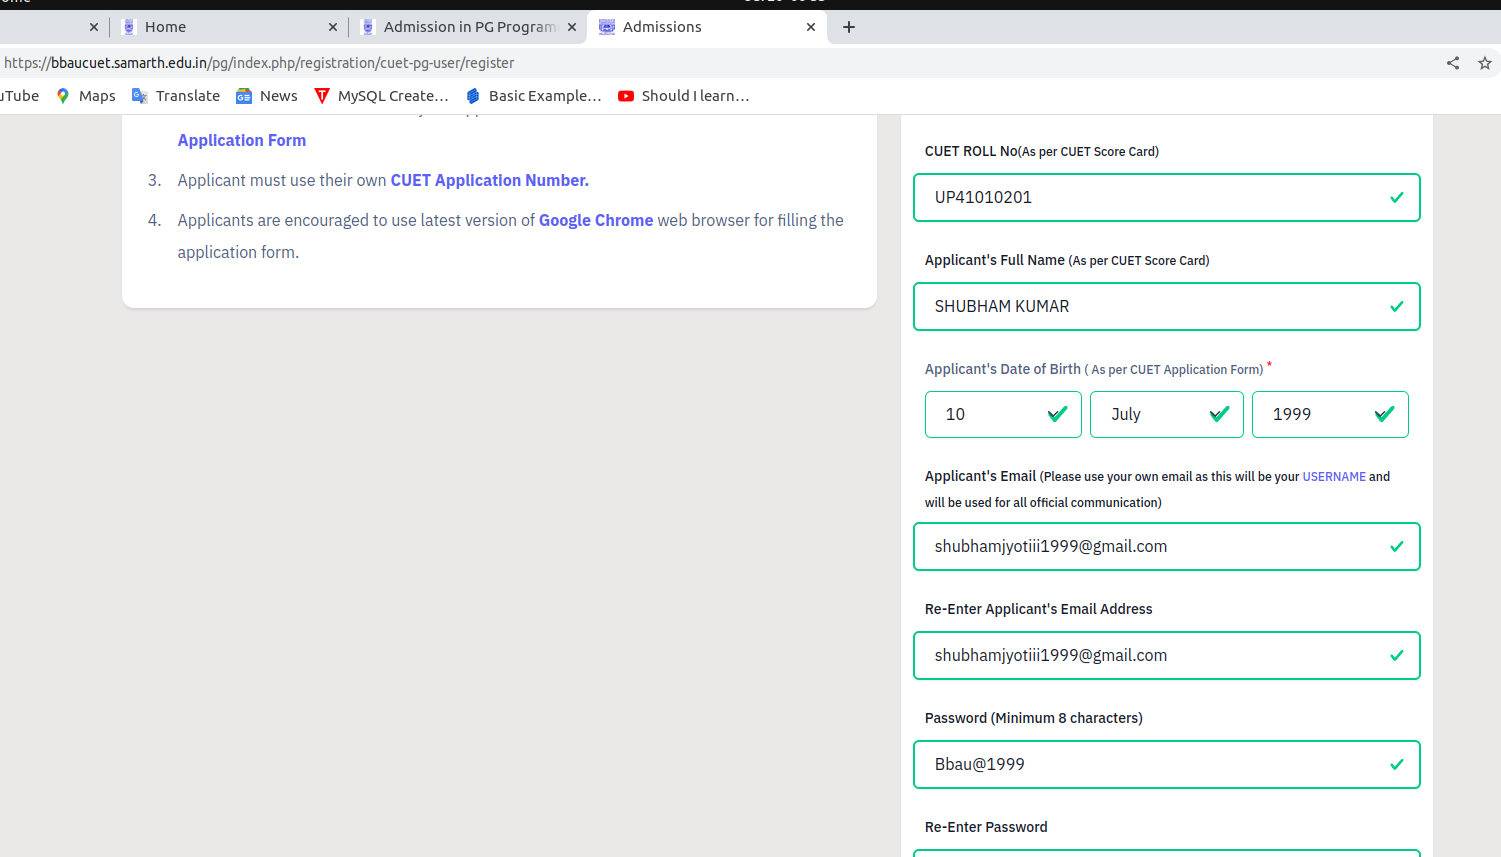 Home
Admission in PG Program
Admissions
https://bbaucuet.samarth.edu.in/pg/index.php/registration/cuet-pg-user/register
uTube
Maps
Translate
News
MySQL Create...
Basic Example...
Should I learn...
Application Form
3. Applicant must use their own CUET Application Number.
4. Applicants are encouraged to use latest version of Google Chrome web browser for filling the
application form.
CUET ROLL No(As per CUET Score Card)
UP41010201
Applicant's Full Name (As per CUET Score Card)
SHUBHAM KUMAR
Applicant's Date of Birth ( As per CUET Application Form) *
10 July 1999
Applicant's Email (Please use your own email as this will be your USERNAME and
will be used for all official communication)
shubhamjyotiii1999@gmail.com
Re-Enter Applicant's Email Address
shubhamjyotiii1999@gmail.com
Password (Minimum 8 characters)
Bbau@1999
Re-Enter Password